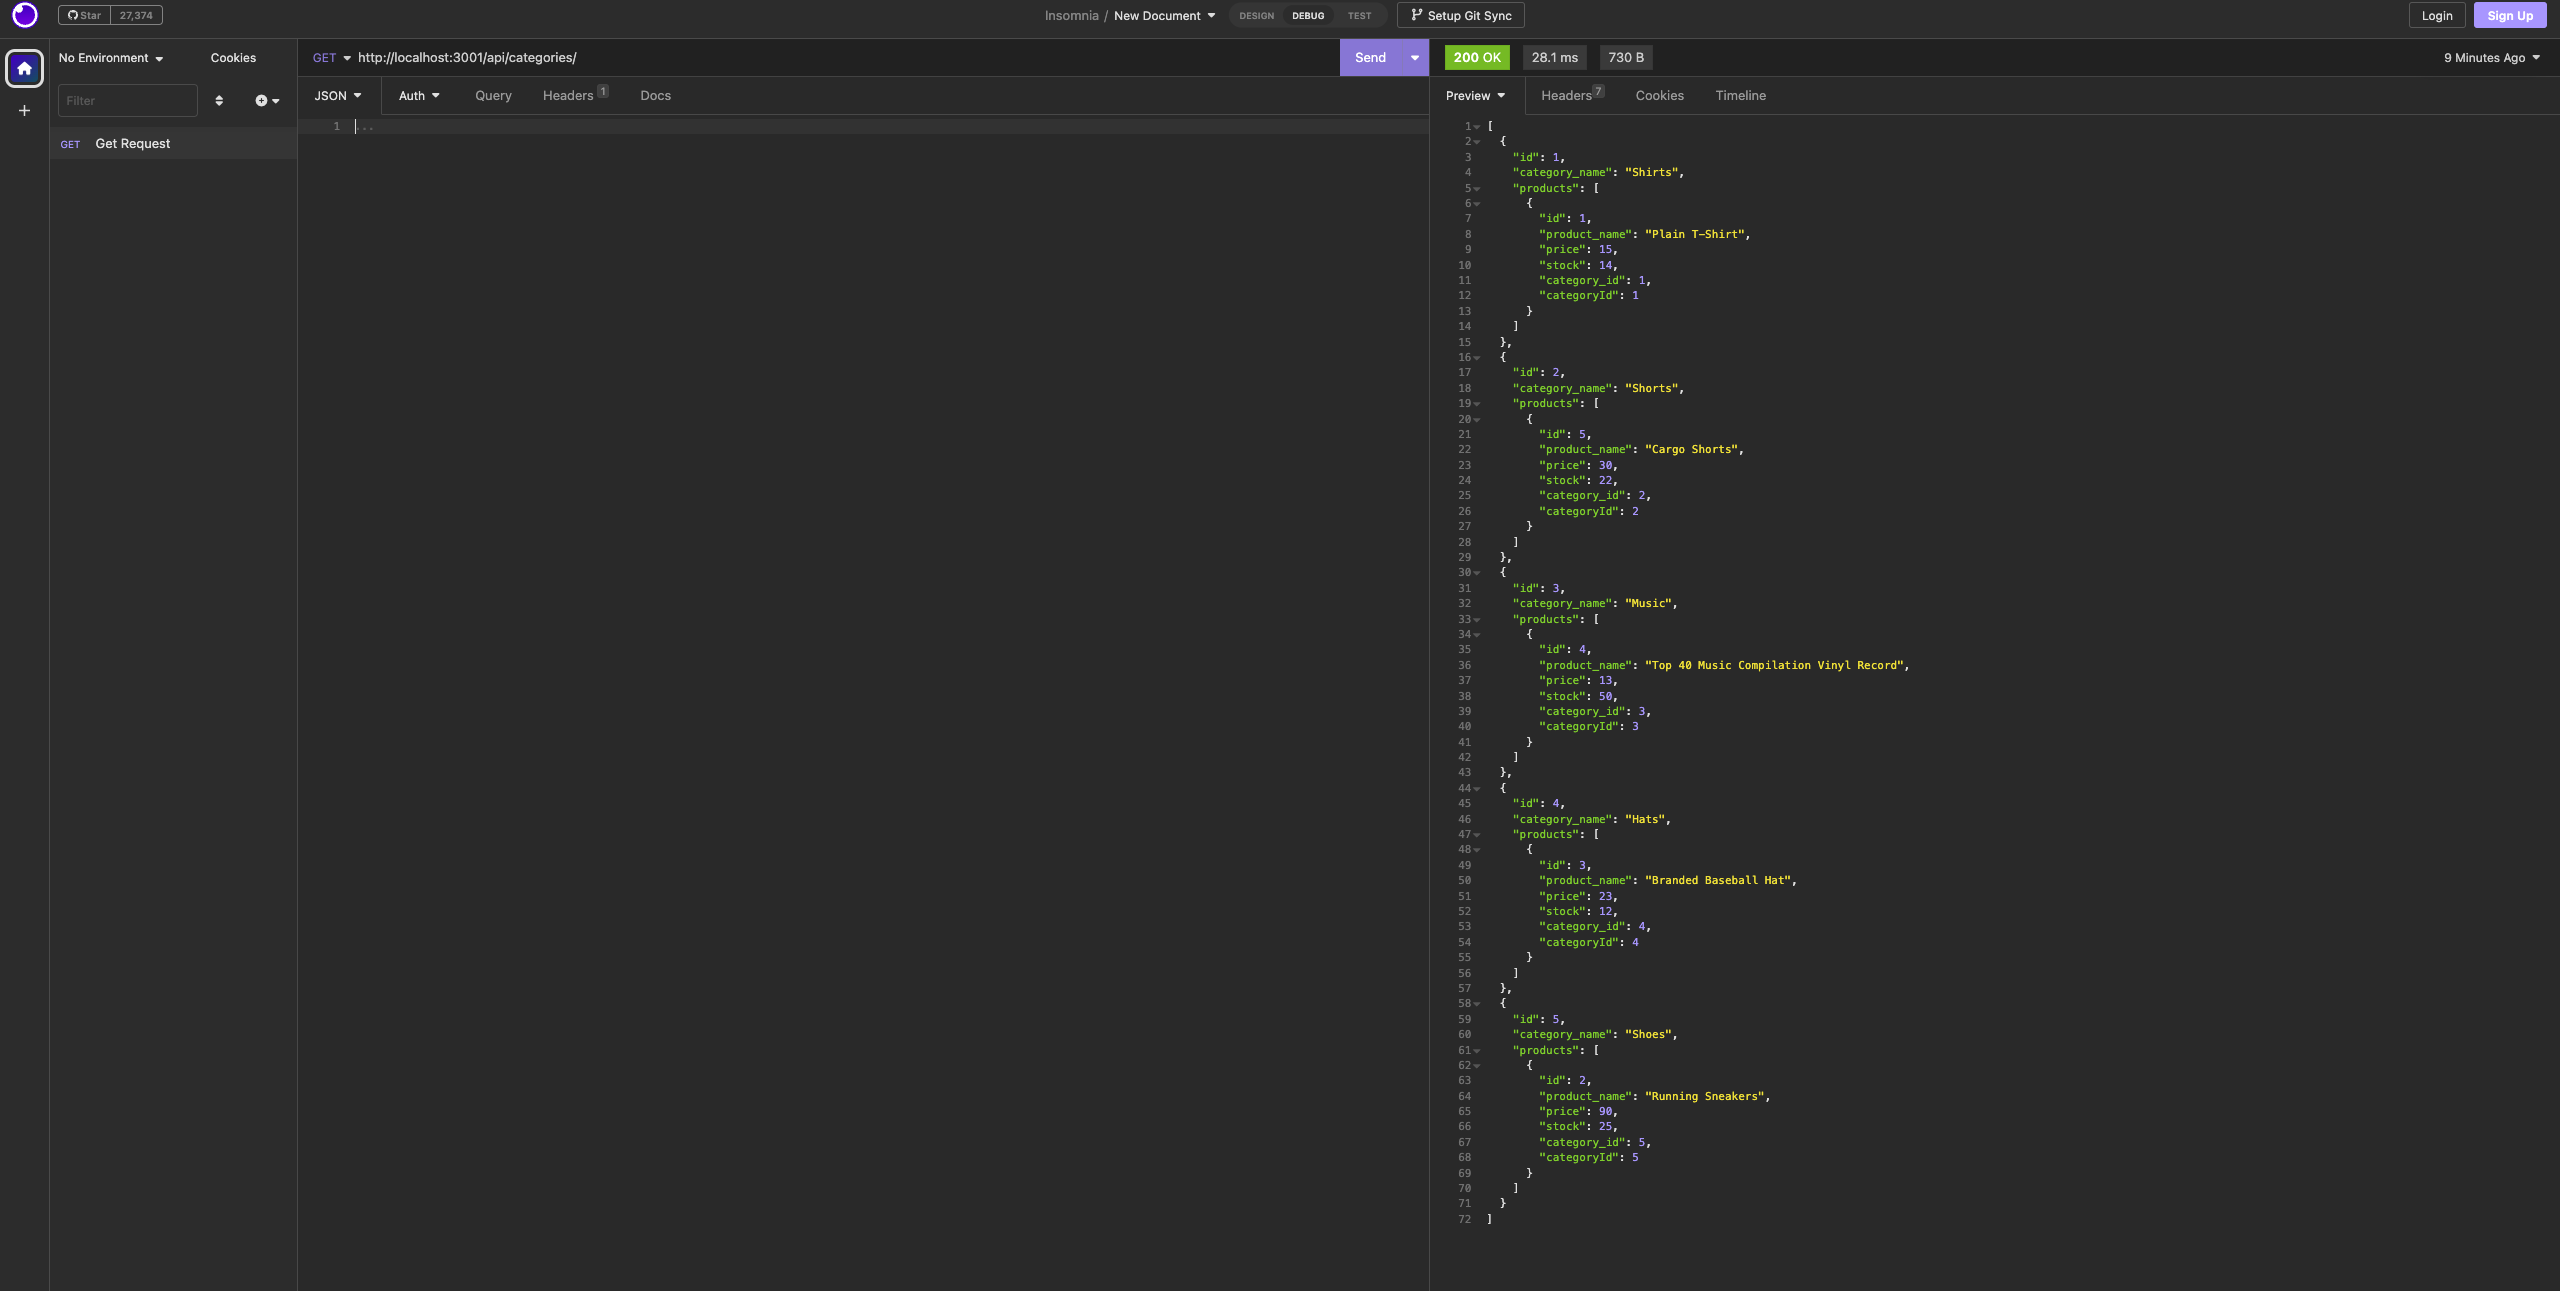 Star 27,374
Insomnia / New Document
DESIGN DEBUG TEST
Setup Git Sync
Login
Sign Up
No Environment
Cookies
Filter
GET Get Request
GET http://localhost:3001/api/categories/
Send
JSON Auth Query Headers 1 Docs
1 ...
200 OK 28.1 ms 730 B
9 Minutes Ago
Preview Headers 7 Cookies Timeline
1 [
2 {
3 "id": 1,
4 "category_name": "Shirts",
5 "products": [
6 {
7 "id": 1,
8 "product_name": "Plain T-Shirt",
9 "price": 15,
10 "stock": 14,
11 "category_id": 1,
12 "categoryId": 1
13 }
14 ]
15 },
16 {
17 "id": 2,
18 "category_name": "Shorts",
19 "products": [
20 {
21 "id": 5,
22 "product_name": "Cargo Shorts",
23 "price": 30,
24 "stock": 22,
25 "category_id": 2,
26 "categoryId": 2
27 }
28 ]
29 },
30 {
31 "id": 3,
32 "category_name": "Music",
33 "products": [
34 {
35 "id": 4,
36 "product_name": "Top 40 Music Compilation Vinyl Record",
37 "price": 13,
38 "stock": 50,
39 "category_id": 3,
40 "categoryId": 3
41 }
42 ]
43 },
44 {
45 "id": 4,
46 "category_name": "Hats",
47 "products": [
48 {
49 "id": 3,
50 "product_name": "Branded Baseball Hat",
51 "price": 23,
52 "stock": 12,
53 "category_id": 4,
54 "categoryId": 4
55 }
56 ]
57 },
58 {
59 "id": 5,
60 "category_name": "Shoes",
61 "products": [
62 {
63 "id": 2,
64 "product_name": "Running Sneakers",
65 "price": 90,
66 "stock": 25,
67 "category_id": 5,
68 "categoryId": 5
69 }
70 ]
71 }
72 ]